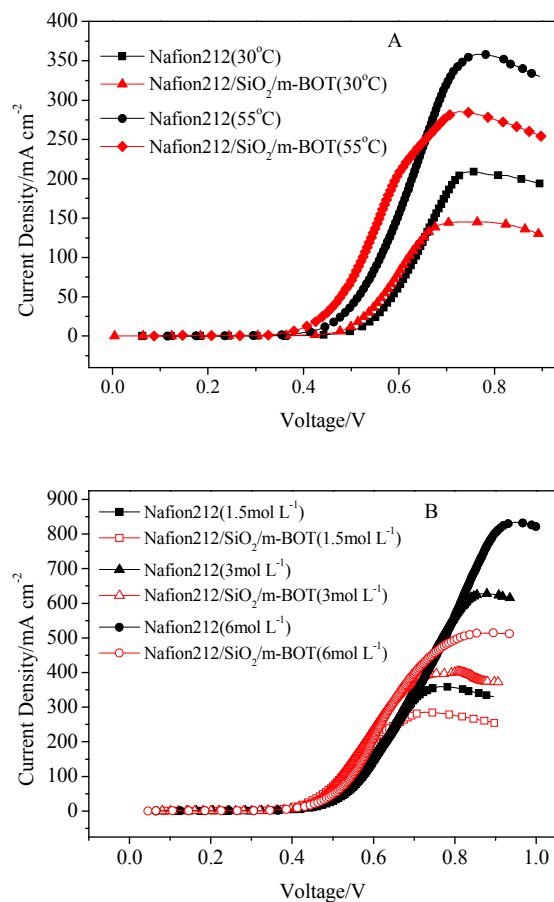 A
Nafion212(30°C)
Nafion212/SiO₂/m-BOT(30°C)
Nafion212(55°C)
Nafion212/SiO₂/m-BOT(55°C)
400
350
300
250
200
150
100
50
0
0.0 0.2 0.4 0.6 0.8
Current Density/mA cm⁻²
Voltage/V
B
Nafion212(1.5mol L⁻¹)
Nafion212/SiO₂/m-BOT(1.5mol L⁻¹)
Nafion212(3mol L⁻¹)
Nafion212/SiO₂/m-BOT(3mol L⁻¹)
Nafion212(6mol L⁻¹)
Nafion212/SiO₂/m-BOT(6mol L⁻¹)
900
800
700
600
500
400
300
200
100
0
0.0 0.2 0.4 0.6 0.8 1.0
Current Density/mA cm⁻²
Voltage/V